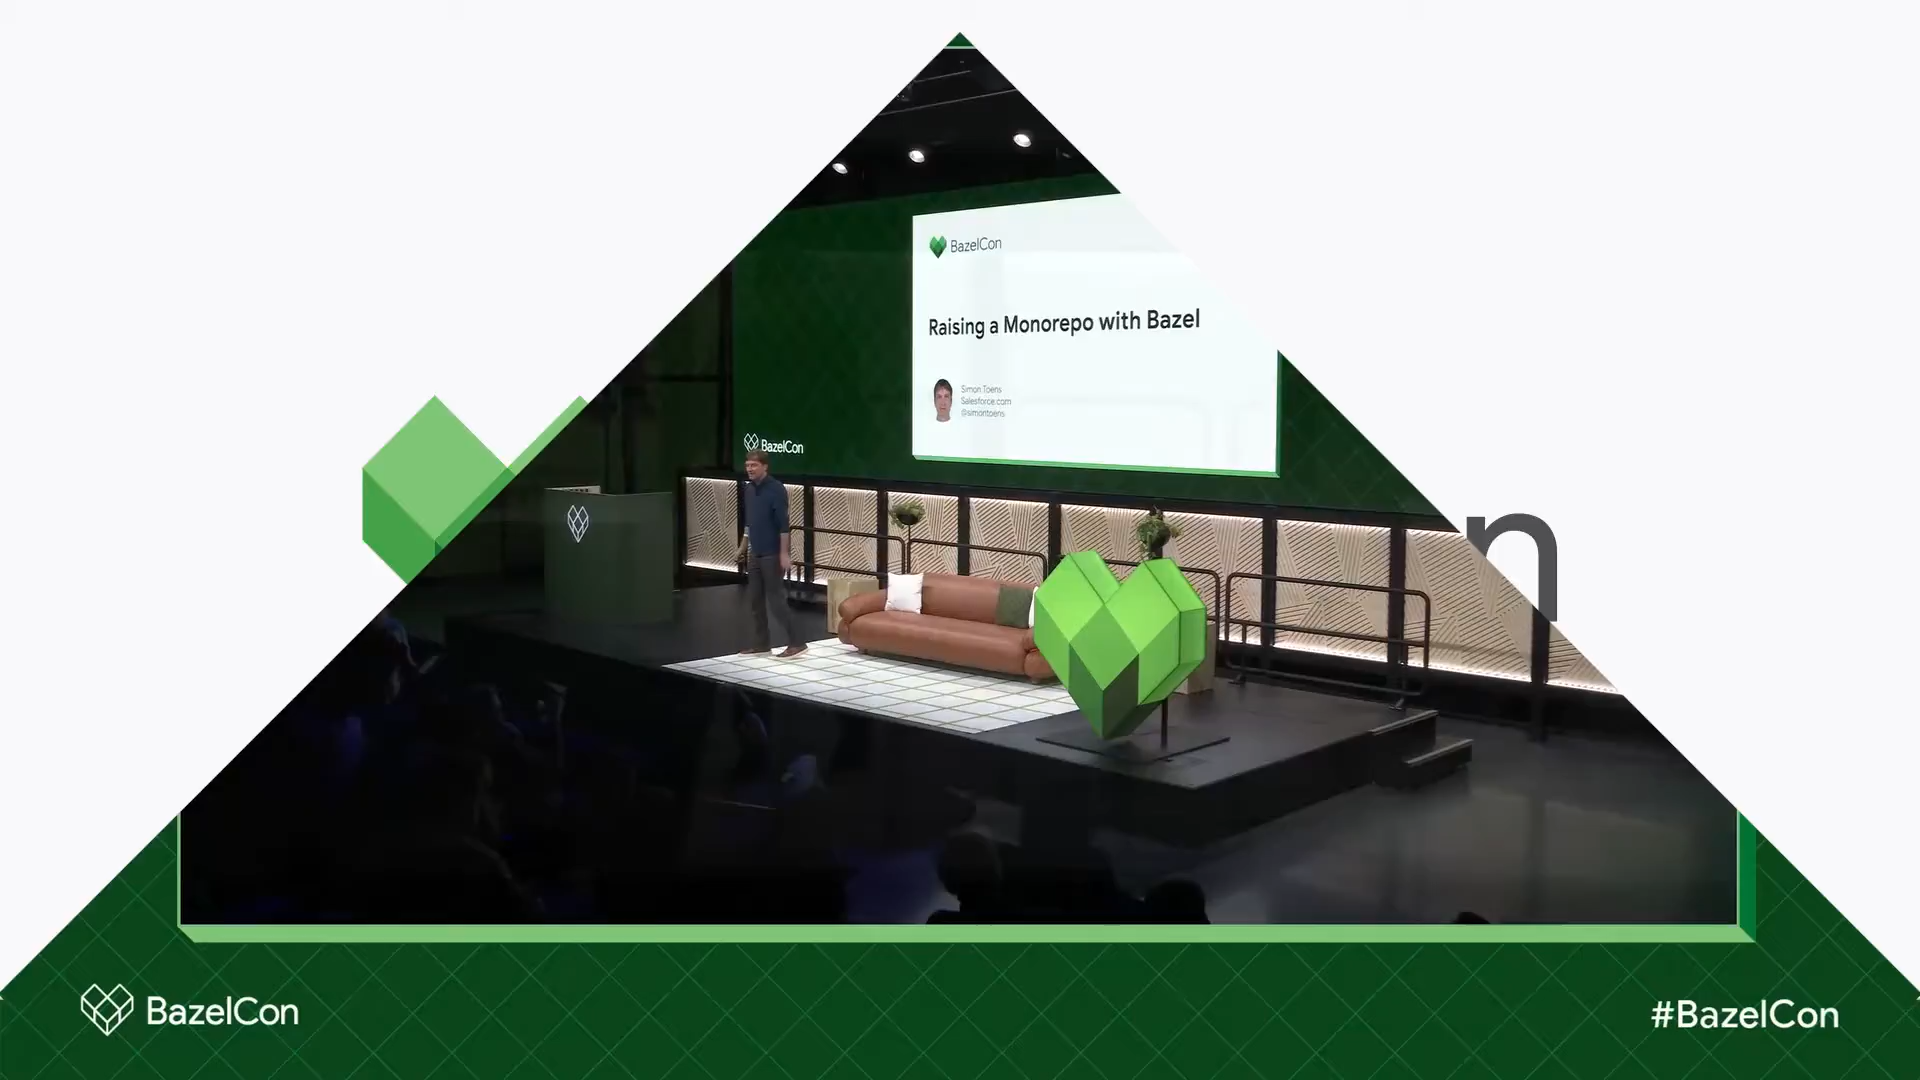 BazelCon
Raising a Monorepo with Bazel
Simon Toens
Salesforce.com
@simontoens
BazelCon
n
BazelCon
#BazelCon